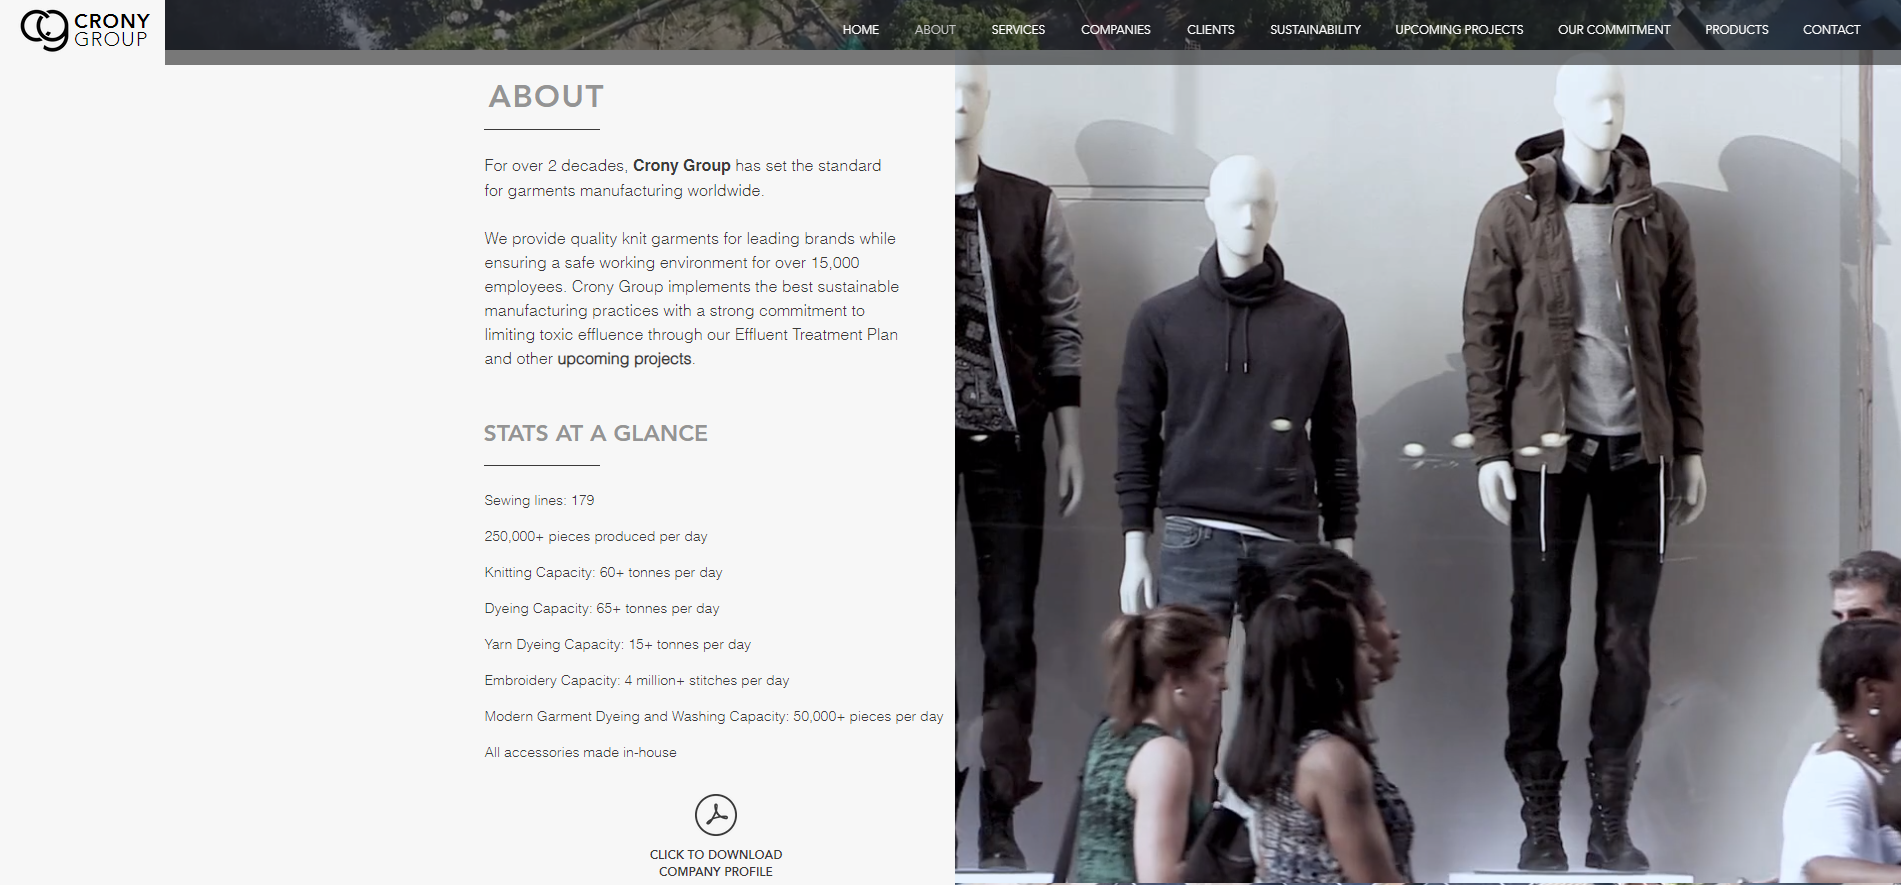 CRONY
GROUP
HOME
ABOUT
SERVICES
COMPANIES
CLIENTS
SUSTAINABILITY
UPCOMING PROJECTS
OUR COMMITMENT
PRODUCTS
CONTACT
ABOUT
For over 2 decades, Crony Group has set the standard
for garments manufacturing worldwide.
We provide quality knit garments for leading brands while
ensuring a safe working environment for over 15,000
employees. Crony Group implements the best sustainable
manufacturing practices with a strong commitment to
limiting toxic effluence through our Effluent Treatment Plan
and other upcoming projects.
STATS AT A GLANCE
Sewing lines: 179
250,000+ pieces produced per day
Knitting Capacity: 60+ tonnes per day
Dyeing Capacity: 65+ tonnes per day
Yarn Dyeing Capacity: 15+ tonnes per day
Embroidery Capacity: 4 million+ stitches per day
Modern Garment Dyeing and Washing Capacity: 50,000+ pieces per day
All accessories made in-house
CLICK TO DOWNLOAD
COMPANY PROFILE